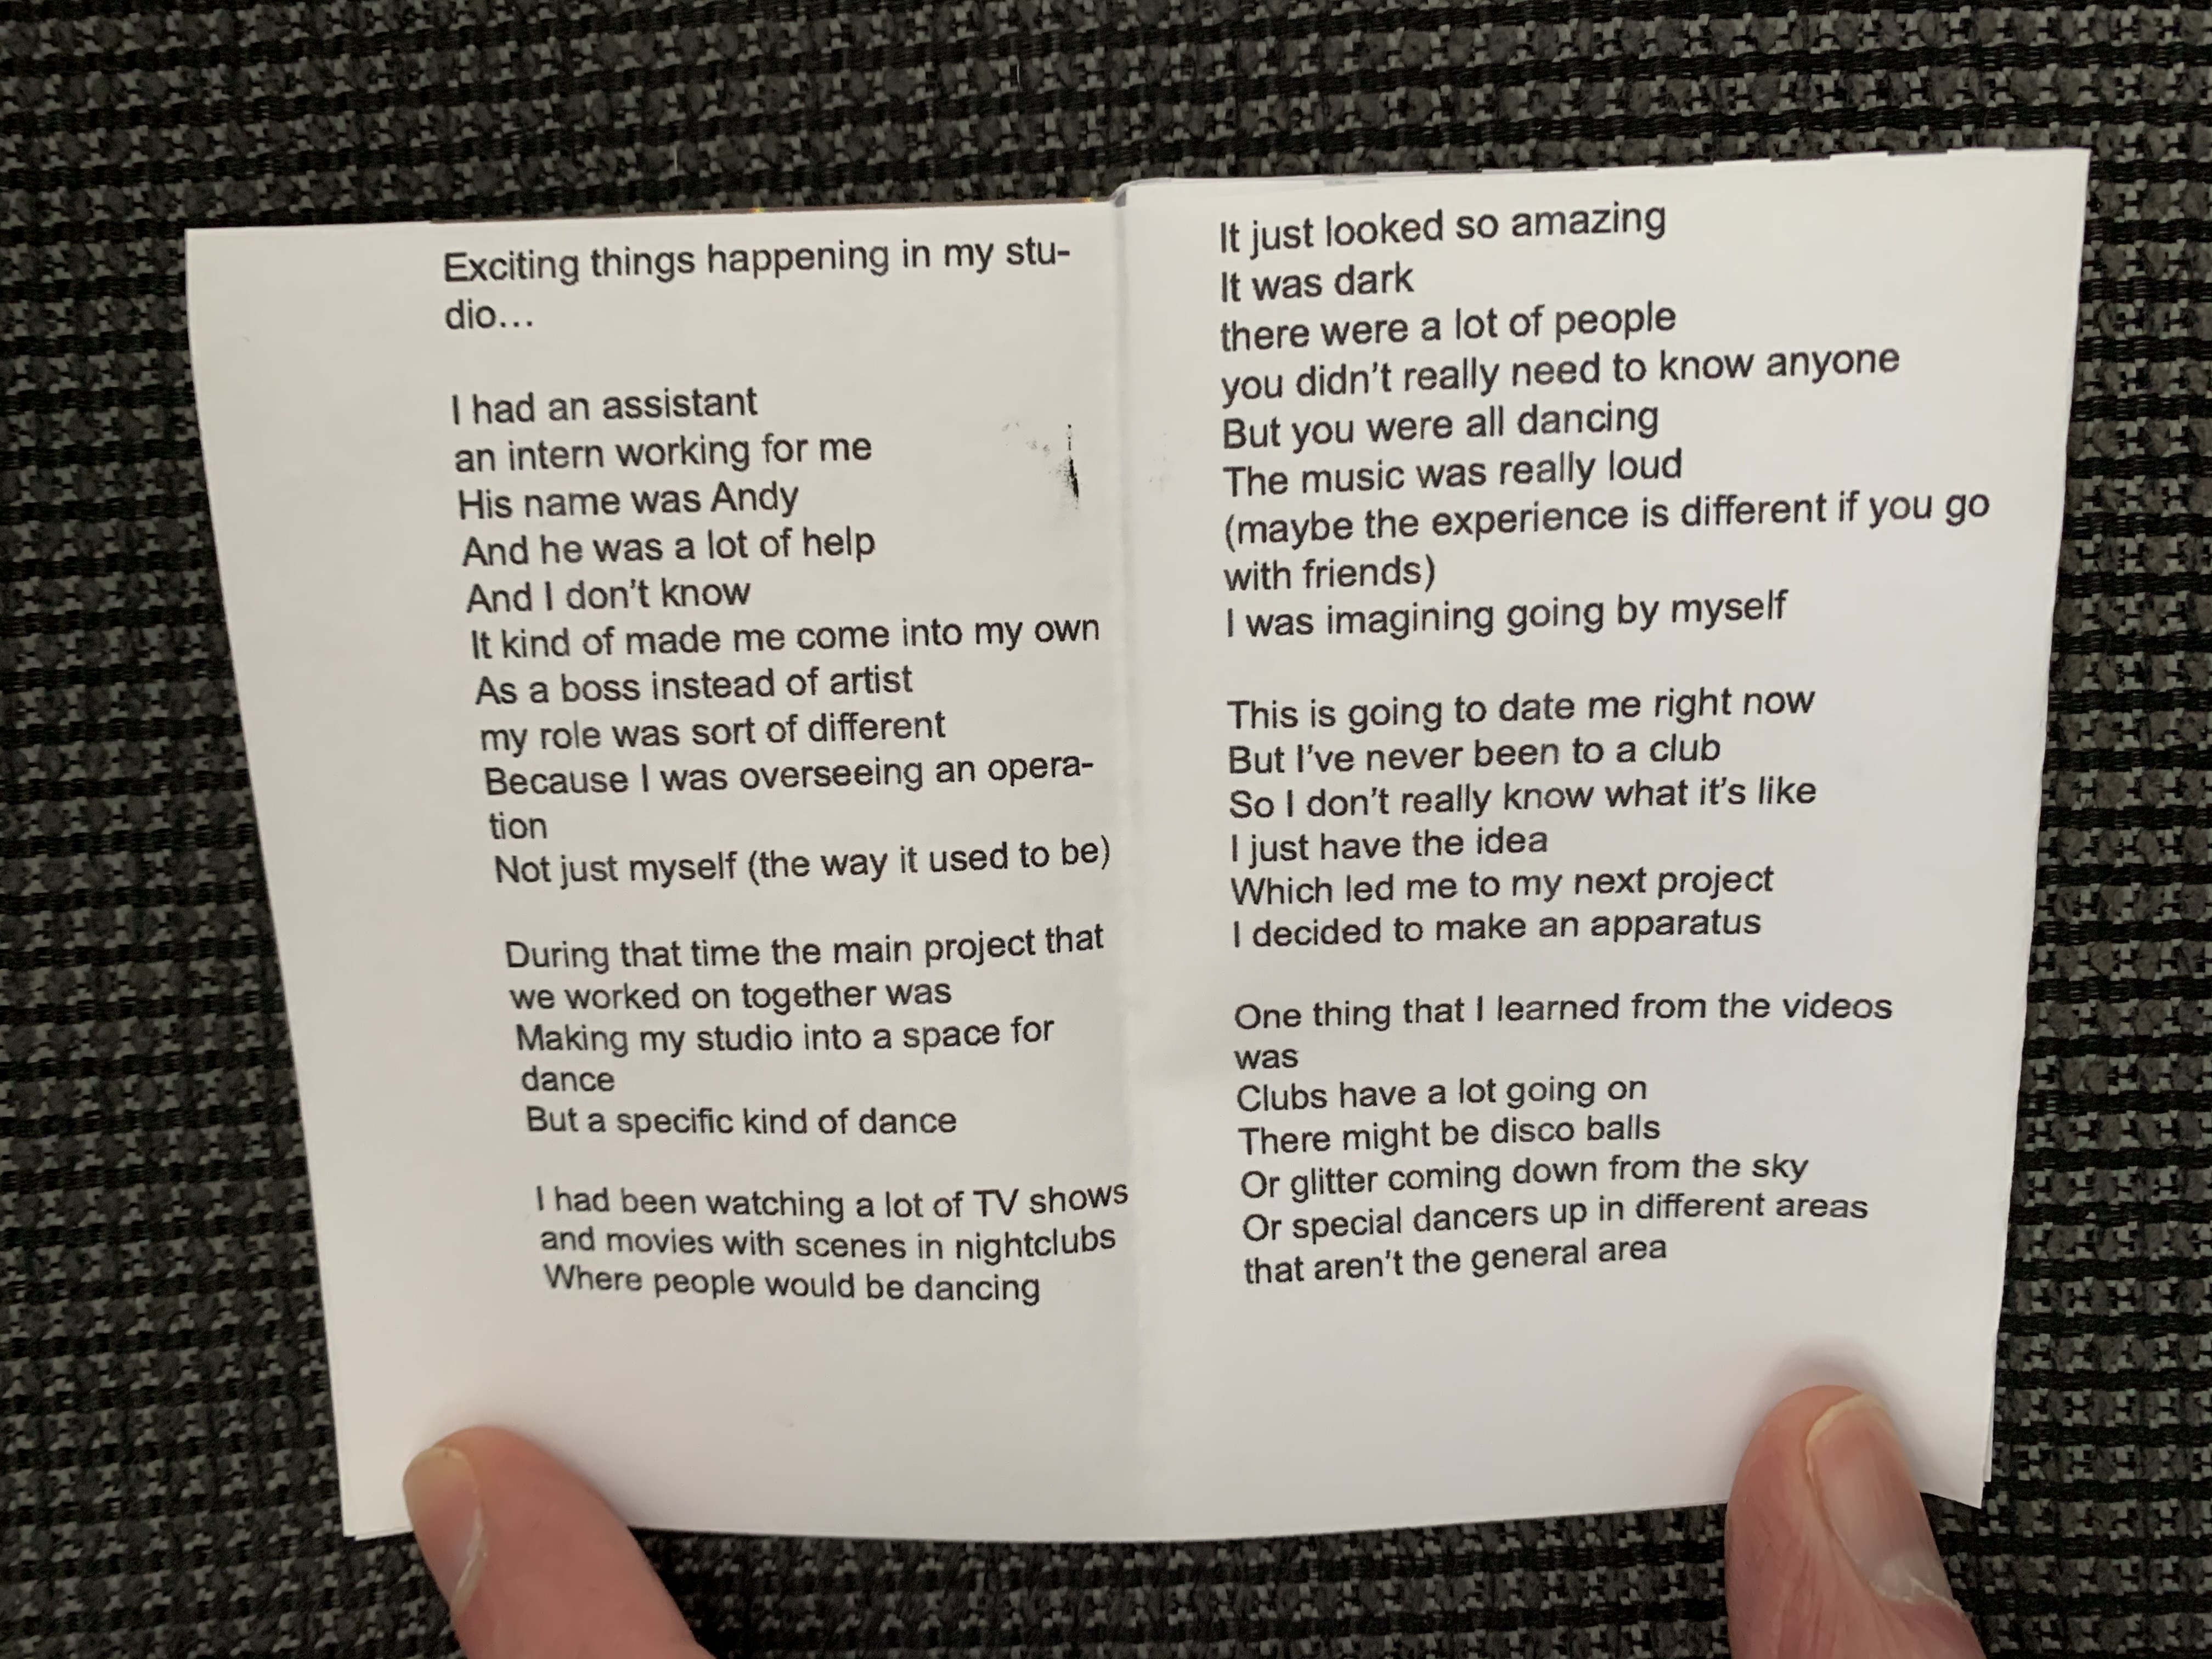 Exciting things happening in my stu-
dio…
I had an assistant
an intern working for me
His name was Andy
And he was a lot of help
And I don't know
It kind of made me come into my own
As a boss instead of artist
my role was sort of different
Because I was overseeing an opera-
tion
Not just myself (the way it used to be)
During that time the main project that
we worked on together was
Making my studio into a space for
dance
But a specific kind of dance
I had been watching a lot of TV shows
and movies with scenes in nightclubs
Where people would be dancing
It just looked so amazing
It was dark
there were a lot of people
you didn't really need to know anyone
But you were all dancing
The music was really loud
(maybe the experience is different if you go
with friends)
I was imagining going by myself
This is going to date me right now
But I've never been to a club
So I don't really know what it's like
I just have the idea
Which led me to my next project
I decided to make an apparatus
One thing that I learned from the videos
was
Clubs have a lot going on
There might be disco balls
Or glitter coming down from the sky
Or special dancers up in different areas
that aren't the general area